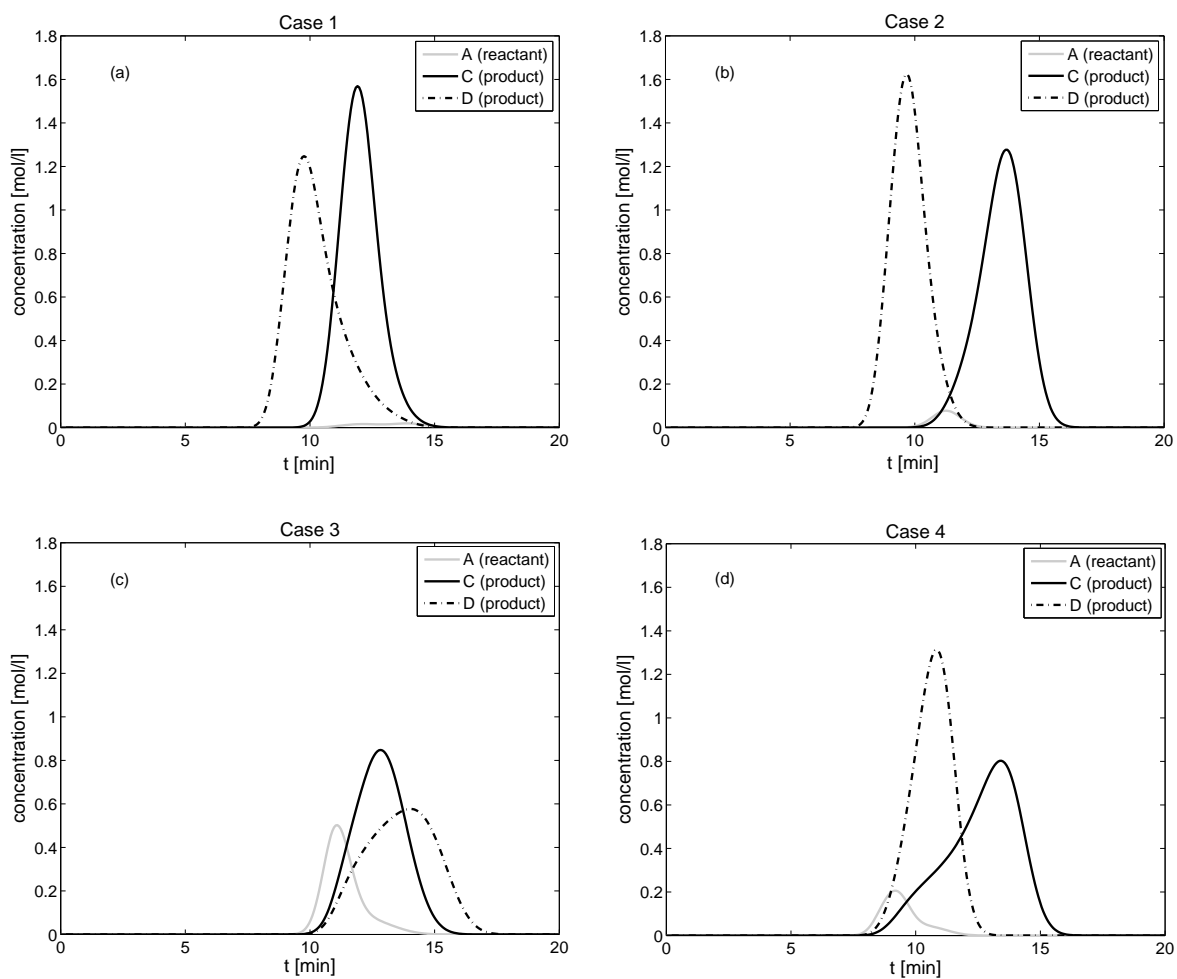 Case 1
1.8
1.6
1.4
1.2
1
0.8
0.6
0.4
0.2
0
concentration [mol/l]
(a)
A (reactant)
C (product)
D (product)
0 5 10 15 20
t [min]
Case 2
1.8
1.6
1.4
1.2
1
0.8
0.6
0.4
0.2
0
concentration [mol/l]
(b)
A (reactant)
C (product)
D (product)
0 5 10 15 20
t [min]
Case 3
1.8
1.6
1.4
1.2
1
0.8
0.6
0.4
0.2
0
concentration [mol/l]
(c)
A (reactant)
C (product)
D (product)
0 5 10 15 20
t [min]
Case 4
1.8
1.6
1.4
1.2
1
0.8
0.6
0.4
0.2
0
concentration [mol/l]
(d)
A (reactant)
C (product)
D (product)
0 5 10 15 20
t [min]